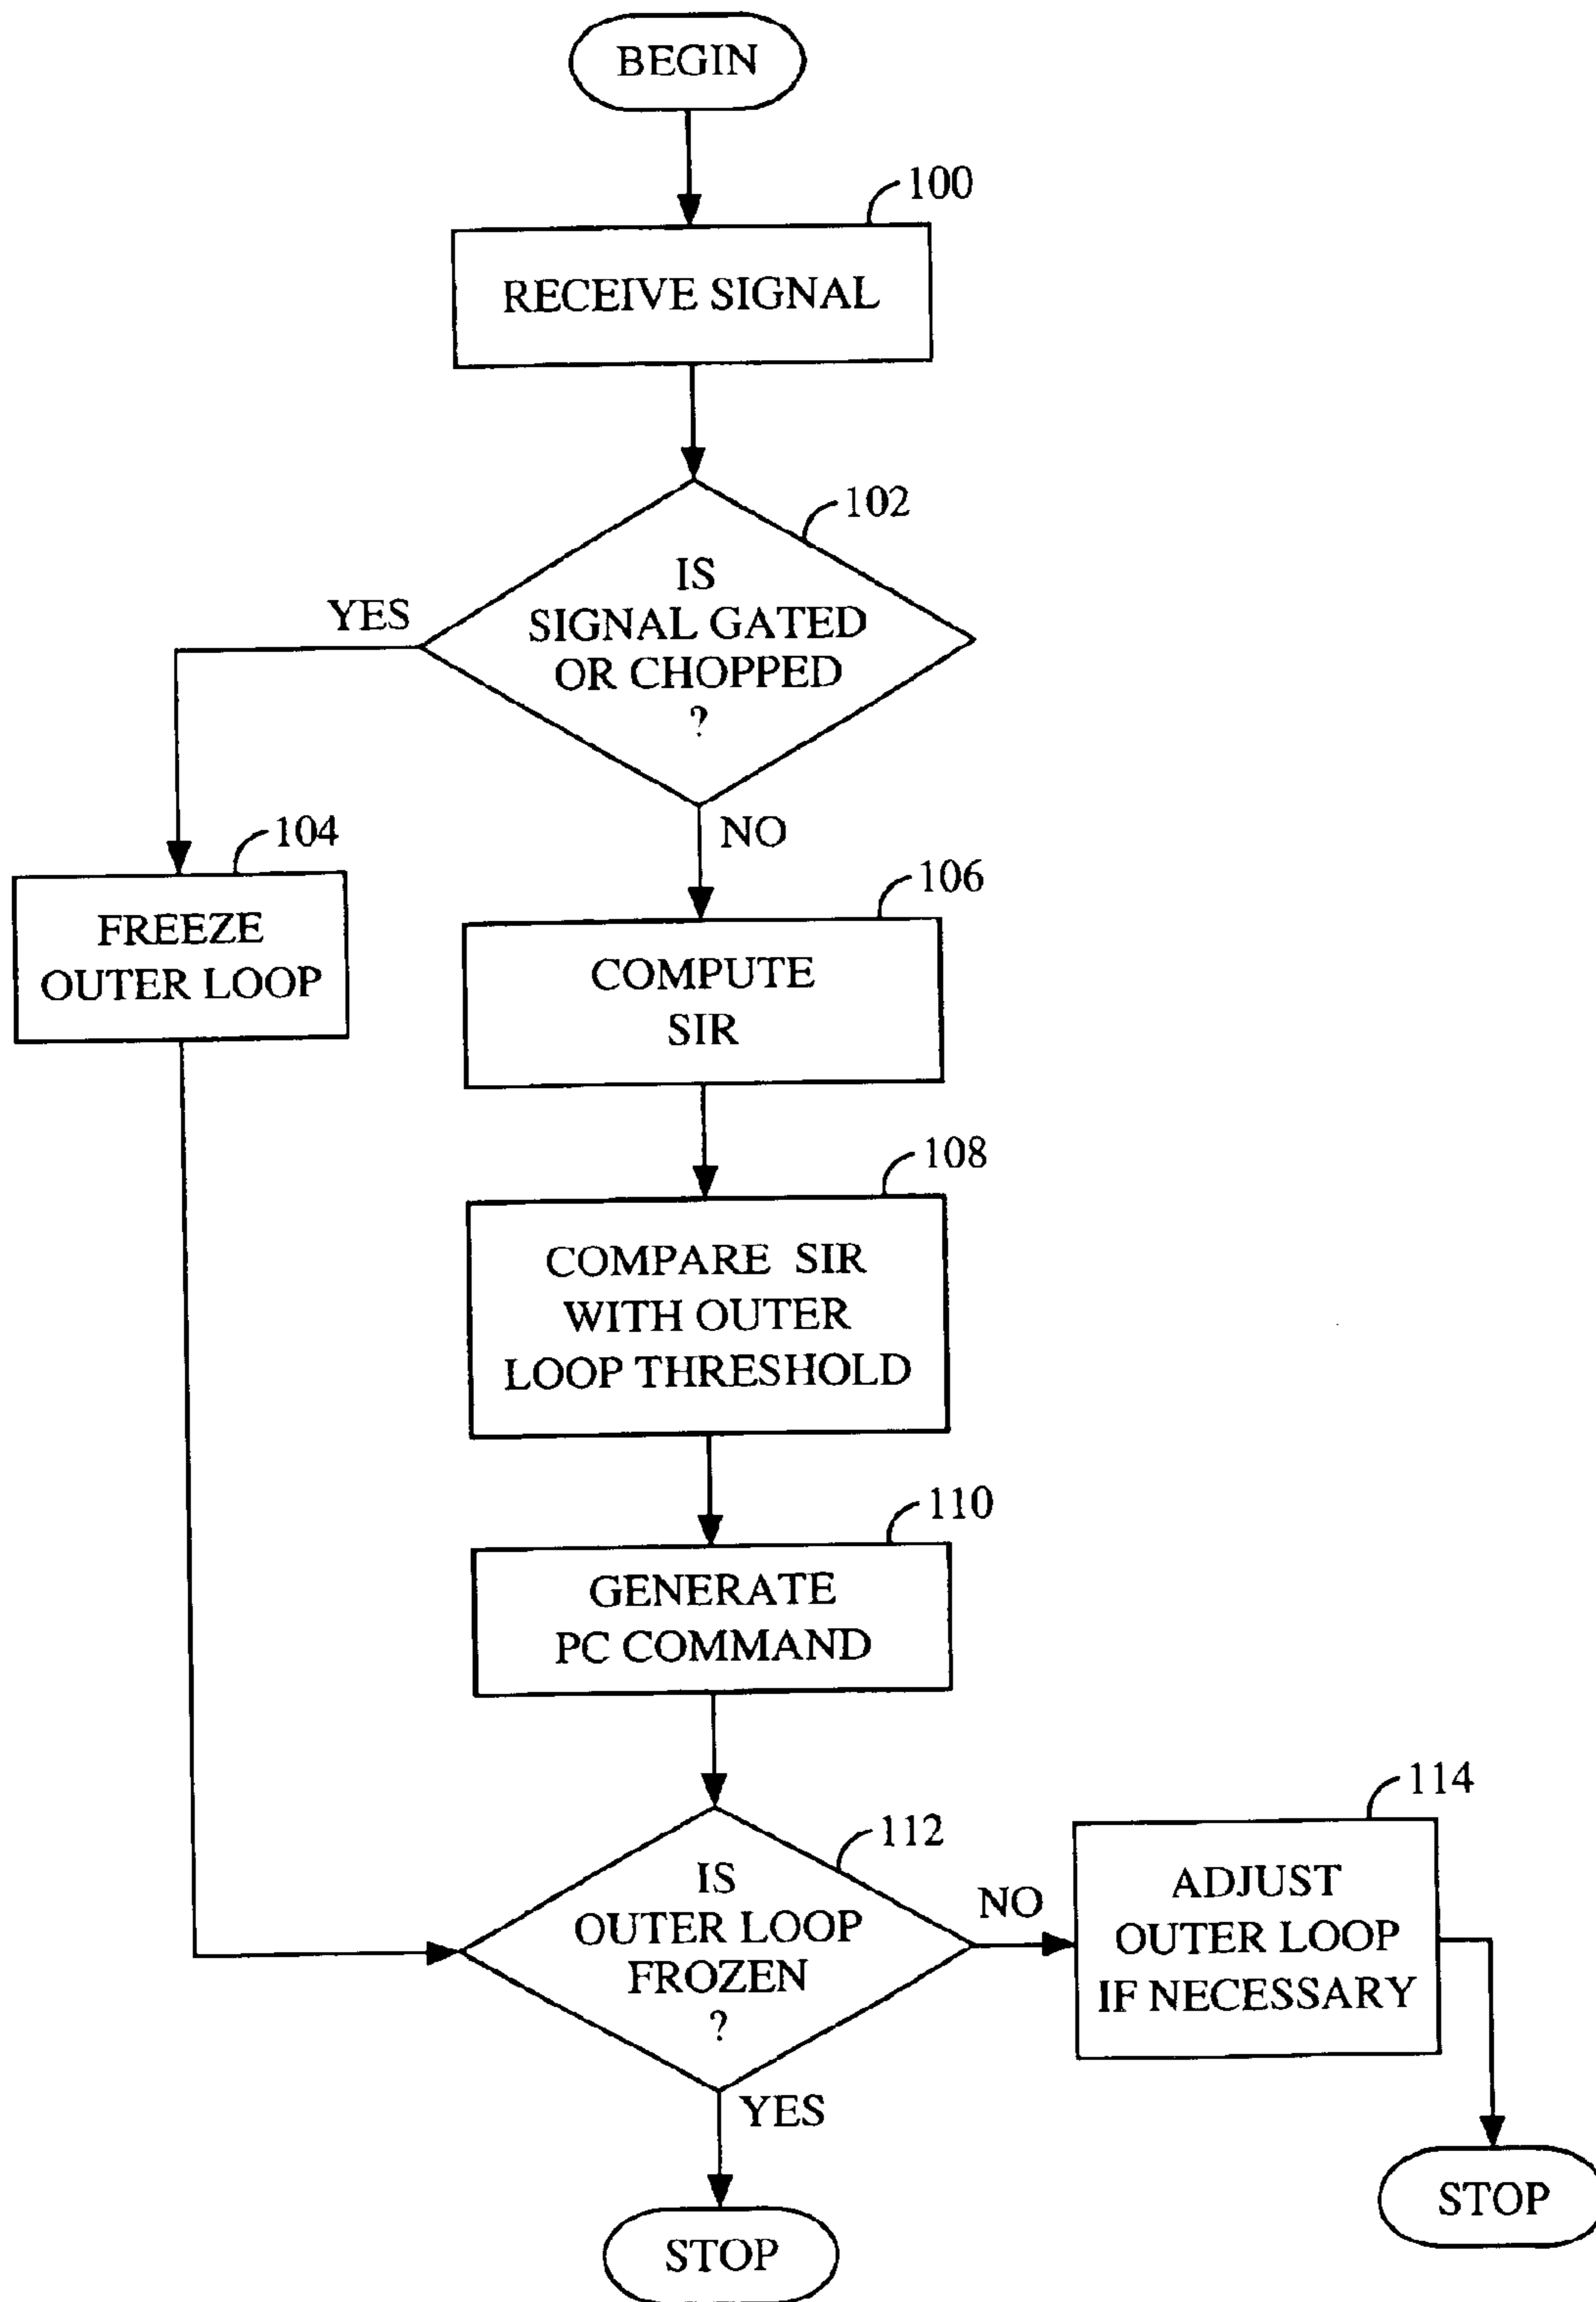 BEGIN
100
RECEIVE SIGNAL
102
IS
SIGNAL GATED
OR CHOPPED
?
YES
NO
104
FREEZE
OUTER LOOP
106
COMPUTE
SIR
108
COMPARE SIR
WITH OUTER
LOOP THRESHOLD
110
GENERATE
PC COMMAND
112
IS
OUTER LOOP
FROZEN
?
NO
114
ADJUST
OUTER LOOP
IF NECESSARY
YES
STOP
STOP